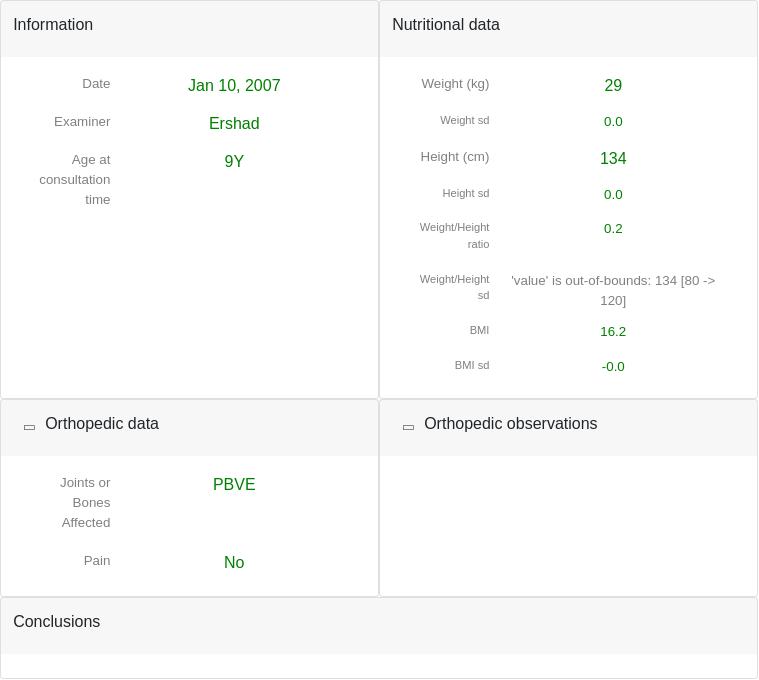 Information
Date
Jan 10, 2007
Examiner
Ershad
Age at
consultation
time
9Y
Nutritional data
Weight (kg)
29
Weight sd
0.0
Height (cm)
134
Height sd
0.0
Weight/Height
ratio
0.2
Weight/Height
sd
'value' is out-of-bounds: 134 [80 ->
120]
BMI
16.2
BMI sd
-0.0
Orthopedic data
Joints or
Bones
Affected
PBVE
Pain
No
Orthopedic observations
Conclusions